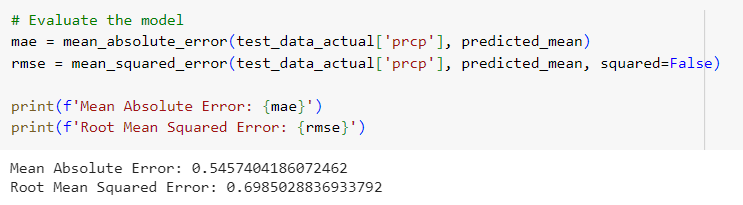 # Evaluate the model
mae = mean_absolute_error(test_data_actual['prcp'], predicted_mean)
rmse = mean_squared_error(test_data_actual['prcp'], predicted_mean, squared=False)
print(f'Mean Absolute Error: {mae}')
print(f'Root Mean Squared Error: {rmse}')
Mean Absolute Error: 0.5457404186072462
Root Mean Squared Error: 0.6985028836933792